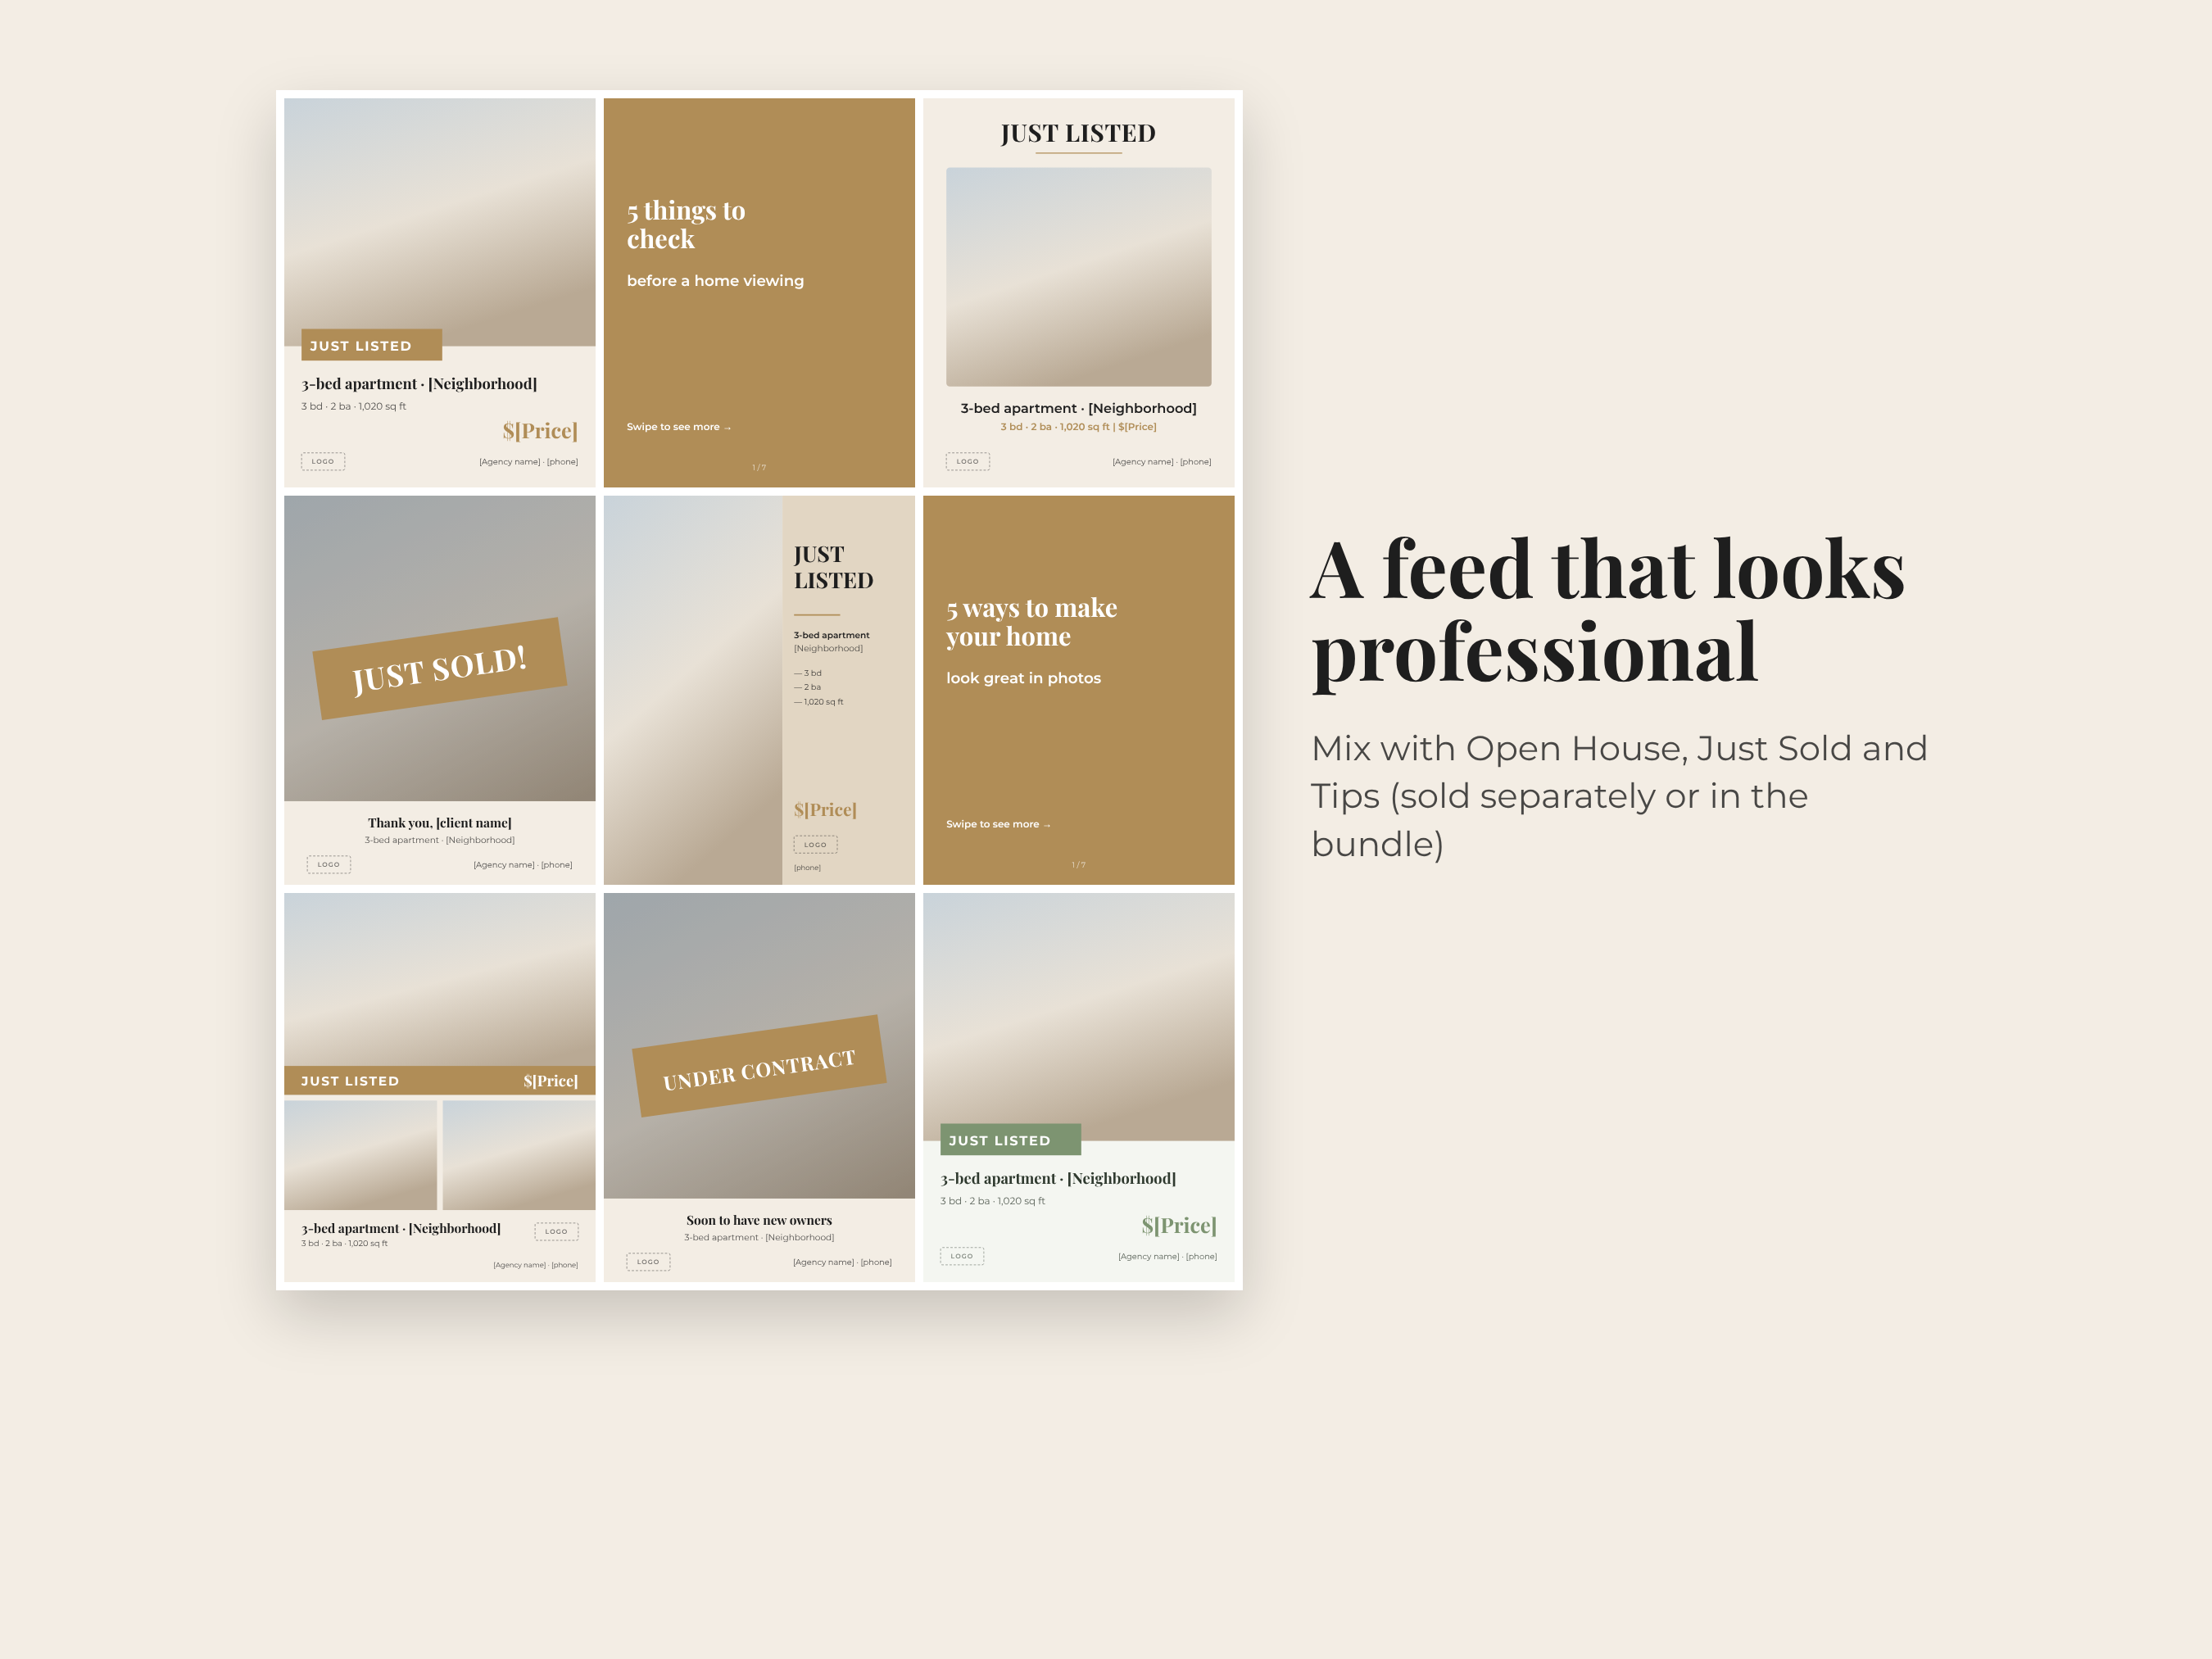 JUST LISTED
3-bed apartment · [Neighborhood]
3 bd · 2 ba · 1,020 sq ft
$[Price]
LOGO
[Agency name] · [phone]
5 things to
check
before a home viewing
Swipe to see more →
1 / 7
JUST LISTED
3-bed apartment · [Neighborhood]
3 bd · 2 ba · 1,020 sq ft | $[Price]
LOGO
[Agency name] · [phone]
JUST SOLD!
Thank you, [client name]
3-bed apartment · [Neighborhood]
LOGO
[Agency name] · [phone]
JUST
LISTED
3-bed apartment
[Neighborhood]
— 3 bd
— 2 ba
— 1,020 sq ft
$[Price]
LOGO
[phone]
5 ways to make
your home
look great in photos
Swipe to see more →
1 / 7
JUST LISTED
$[Price]
3-bed apartment · [Neighborhood]
3 bd · 2 ba · 1,020 sq ft
LOGO
[Agency name] · [phone]
UNDER CONTRACT
Soon to have new owners
3-bed apartment · [Neighborhood]
LOGO
[Agency name] · [phone]
JUST LISTED
3-bed apartment · [Neighborhood]
3 bd · 2 ba · 1,020 sq ft
$[Price]
LOGO
[Agency name] · [phone]
A feed that looks
professional
Mix with Open House, Just Sold and
Tips (sold separately or in the
bundle)